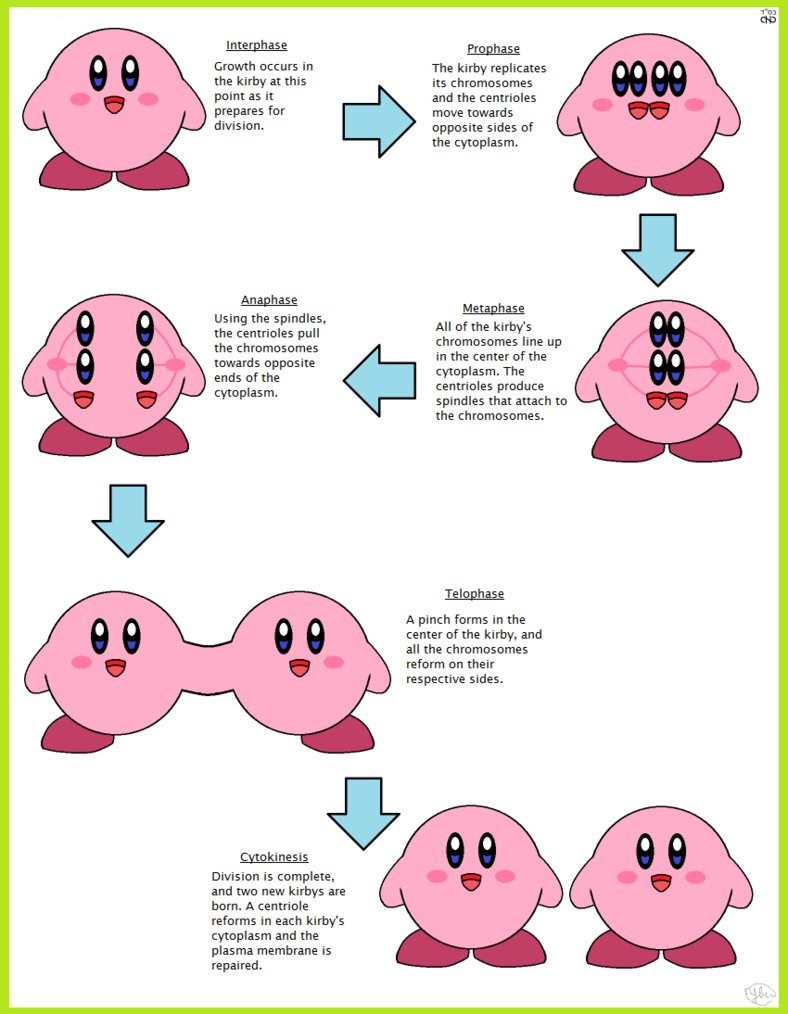 בס"ד
Interphase
Growth occurs in
the kirby at this
point as it
prepares for
division.
Prophase
The kirby replicates
its chromosomes
and the centrioles
move towards
opposite sides of
the cytoplasm.
Anaphase
Using the spindles,
the centrioles pull
the chromosomes
towards opposite
ends of the
cytoplasm.
Metaphase
All of the kirby's
chromosomes line up
in the center of the
cytoplasm. The
centrioles produce
spindles that attach to
the chromosomes.
Telophase
A pinch forms in the
center of the kirby, and
all the chromosomes
reform on their
respective sides.
Cytokinesis
Division is complete,
and two new kirbys are
born. A centriole
reforms in each kirby's
cytoplasm and the
plasma membrane is
repaired.